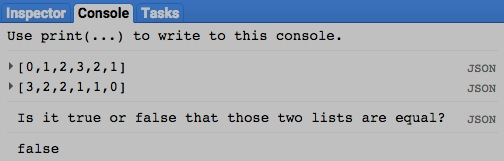 Inspector Console Tasks
Use print(...) to write to this console.
[0,1,2,3,2,1] JSON
[3,2,2,1,1,0] JSON
Is it true or false that those two lists are equal? JSON
false